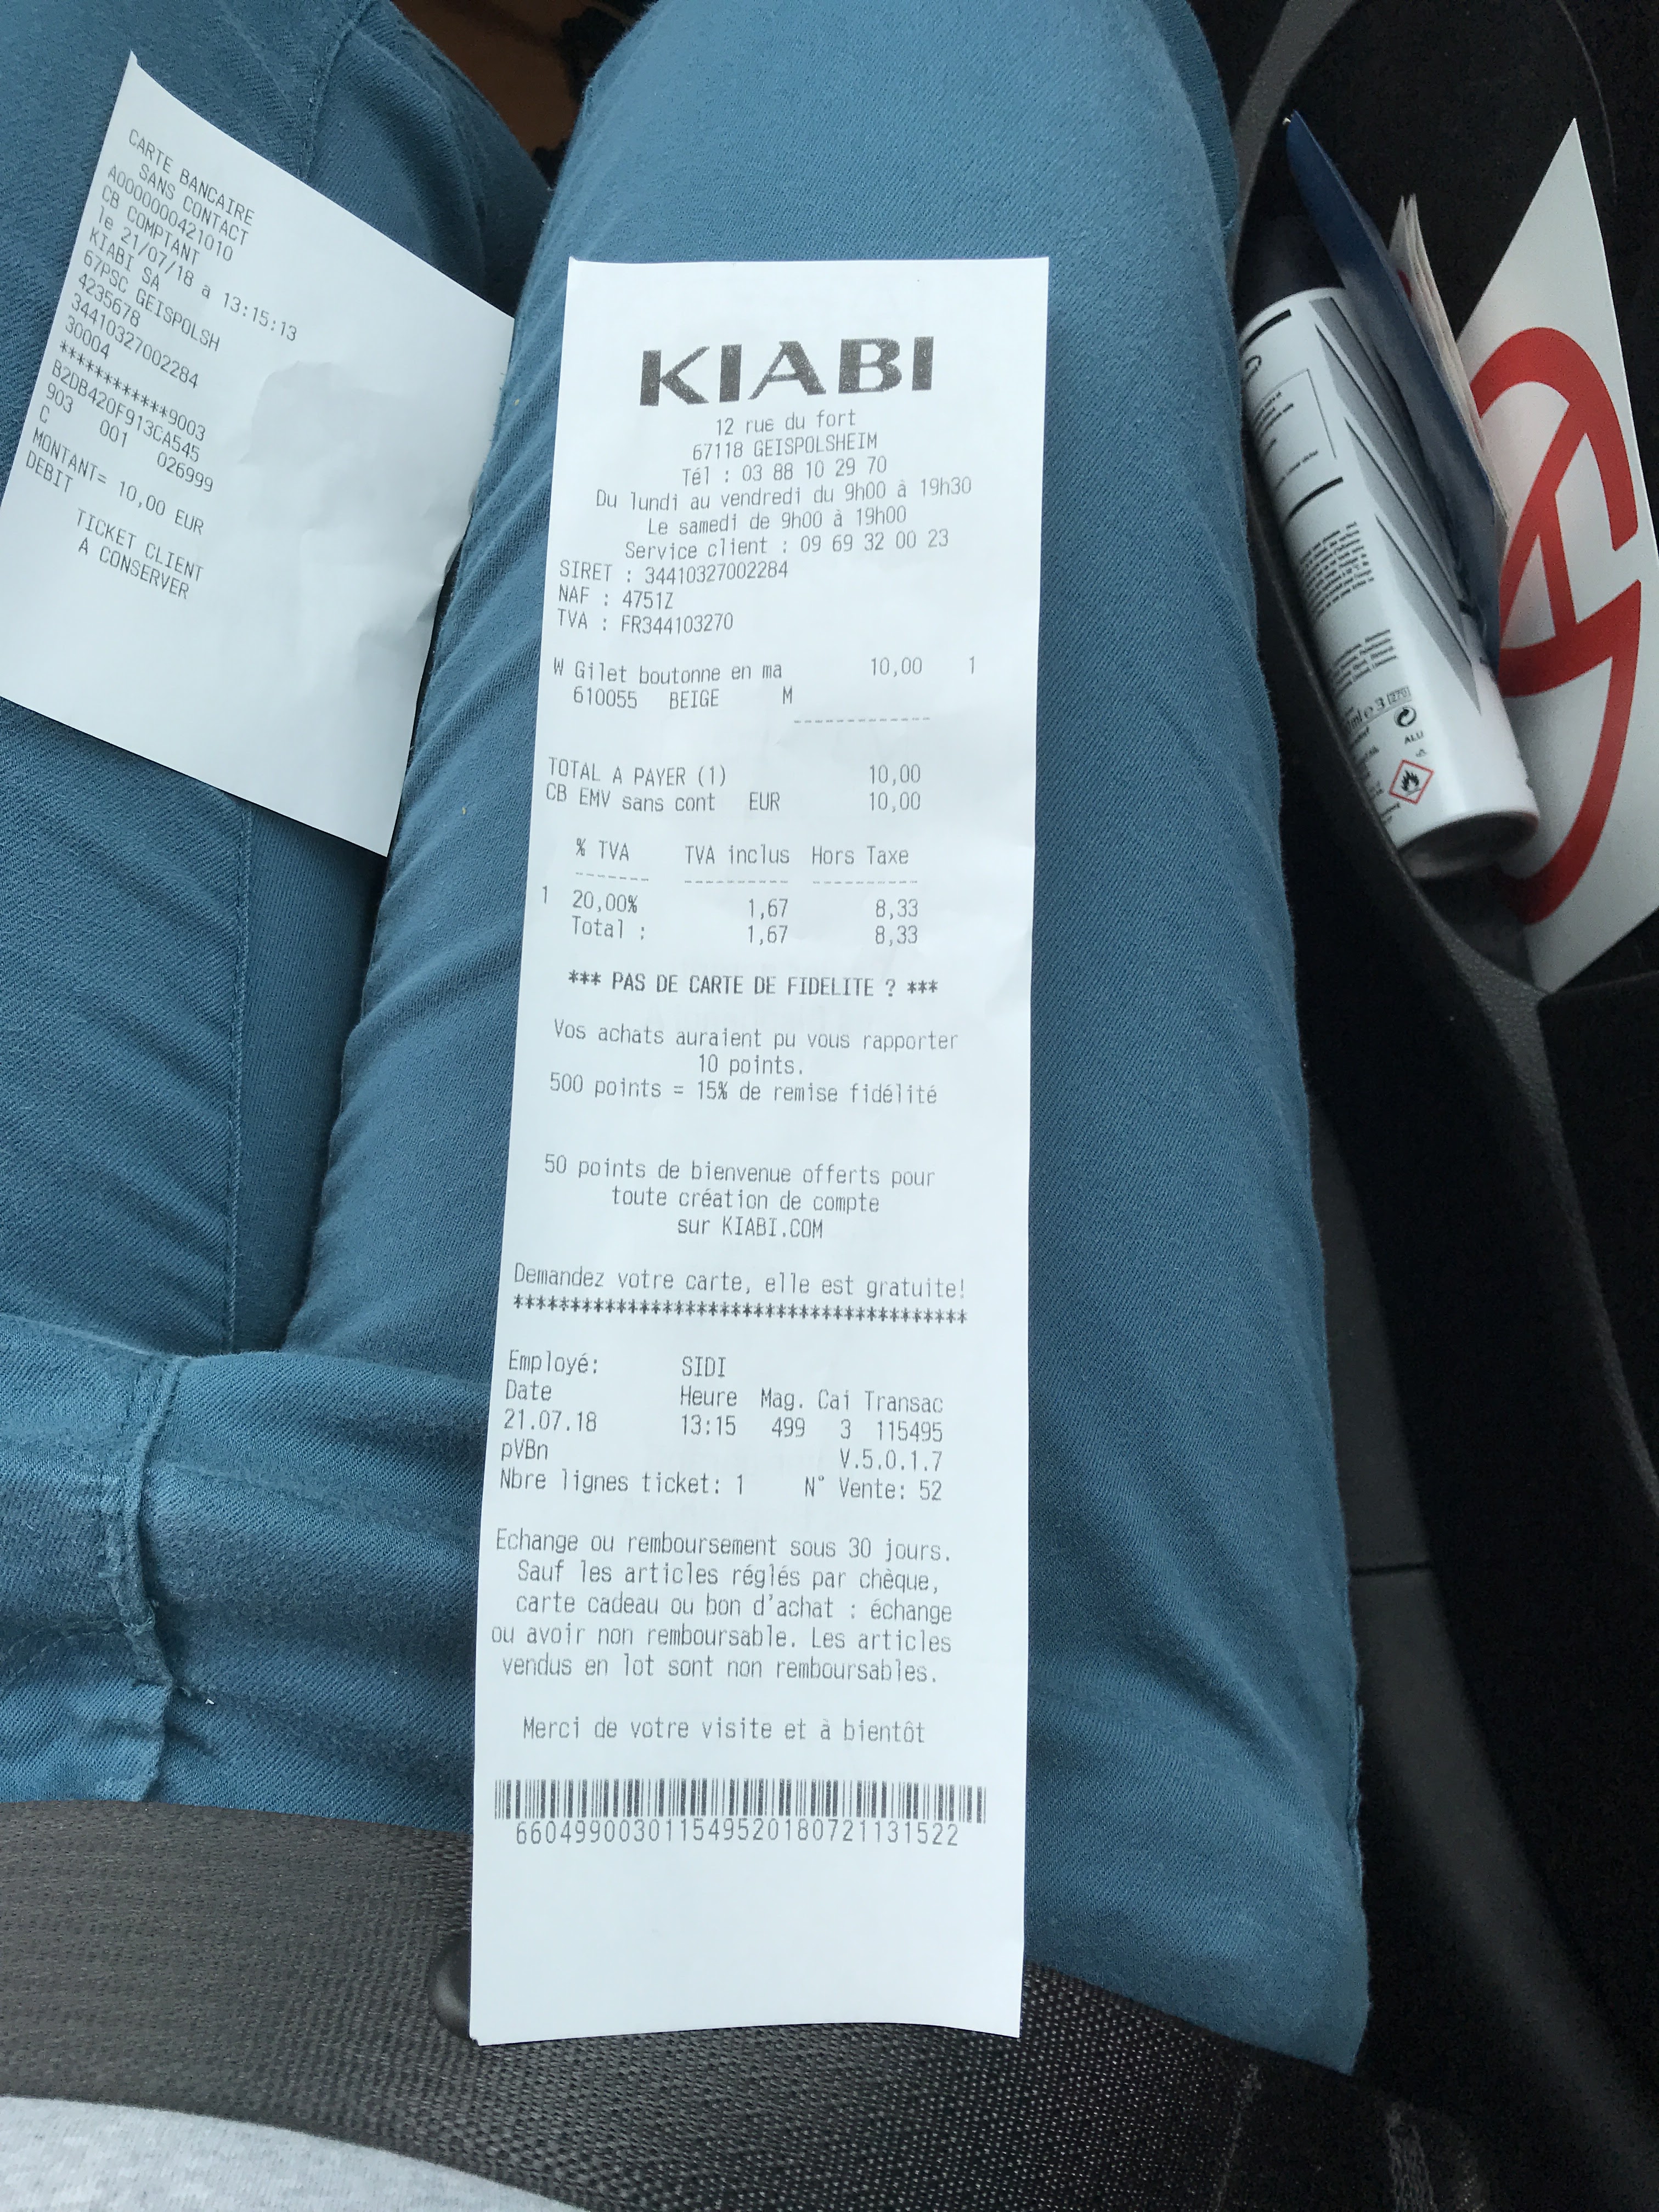 CARTE BANCAIRE
SANS CONTACT
A0000000421010
CB COMPTANT
le 21/07/18 a 13:15:13
KIABI SA
67PSC GEISPOLSH
4235678
34410327002284
30004
************9003
B2DB420F913CA545
903 001 026999
C
MONTANT= 10,00 EUR
DEBIT
TICKET CLIENT
A CONSERVER
KIABI
12 rue du fort
67118 GEISPOLSHEIM
Tél : 03 88 10 29 70
Du lundi au vendredi du 9h00 à 19h30
Le samedi de 9h00 à 19h00
Service client : 09 69 32 00 23
SIRET : 34410327002284
NAF : 4751Z
TVA : FR344103270
W Gilet boutonne en ma 10,00 1
610055 BEIGE M
-------------
TOTAL A PAYER (1) 10,00
CB EMV sans cont EUR 10,00
% TVA TVA inclus Hors Taxe
------- ---------- ----------
1 20,00% 1,67 8,33
Total : 1,67 8,33
*** PAS DE CARTE DE FIDELITE ? ***
Vos achats auraient pu vous rapporter
10 points.
500 points = 15% de remise fidélité
50 points de bienvenue offerts pour
toute création de compte
sur KIABI.COM
Demandez votre carte, elle est gratuite!
****************************************
Employé: SIDI
Date Heure Mag. Cai Transac
21.07.18 13:15 499 3 115495
pVBn V.5.0.1.7
Nbre lignes ticket: 1 N° Vente: 52
Echange ou remboursement sous 30 jours.
Sauf les articles réglés par chèque,
carte cadeau ou bon d'achat : échange
ou avoir non remboursable. Les articles
vendus en lot sont non remboursables.
Merci de votre visite et à bientôt
660499003011549520180721131522
ALU